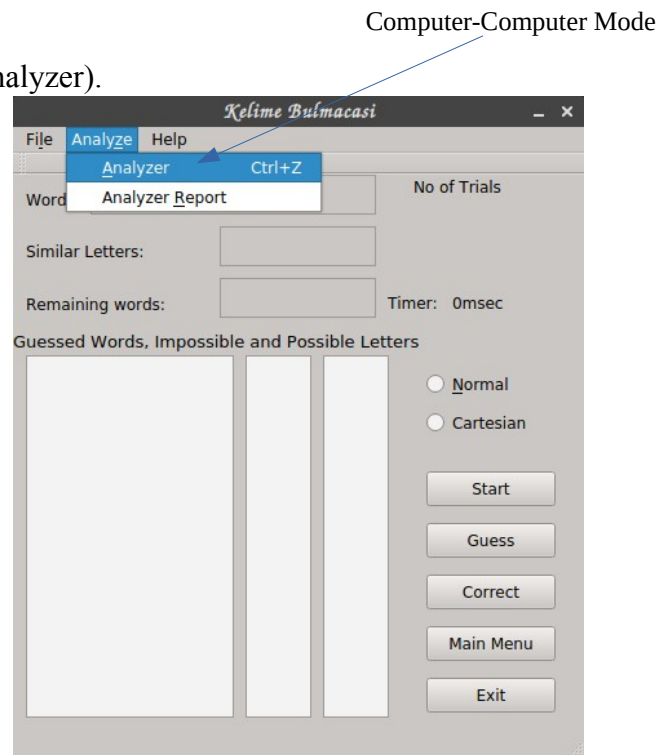 Computer-Computer Mode
nalyzer).
Kelime Bulmacasi
File Analyze Help
Analyzer Ctrl+Z
Analyzer Report
Word
No of Trials
Similar Letters:
Remaining words:
Timer: 0msec
Guessed Words, Impossible and Possible Letters
Normal
Cartesian
Start
Guess
Correct
Main Menu
Exit